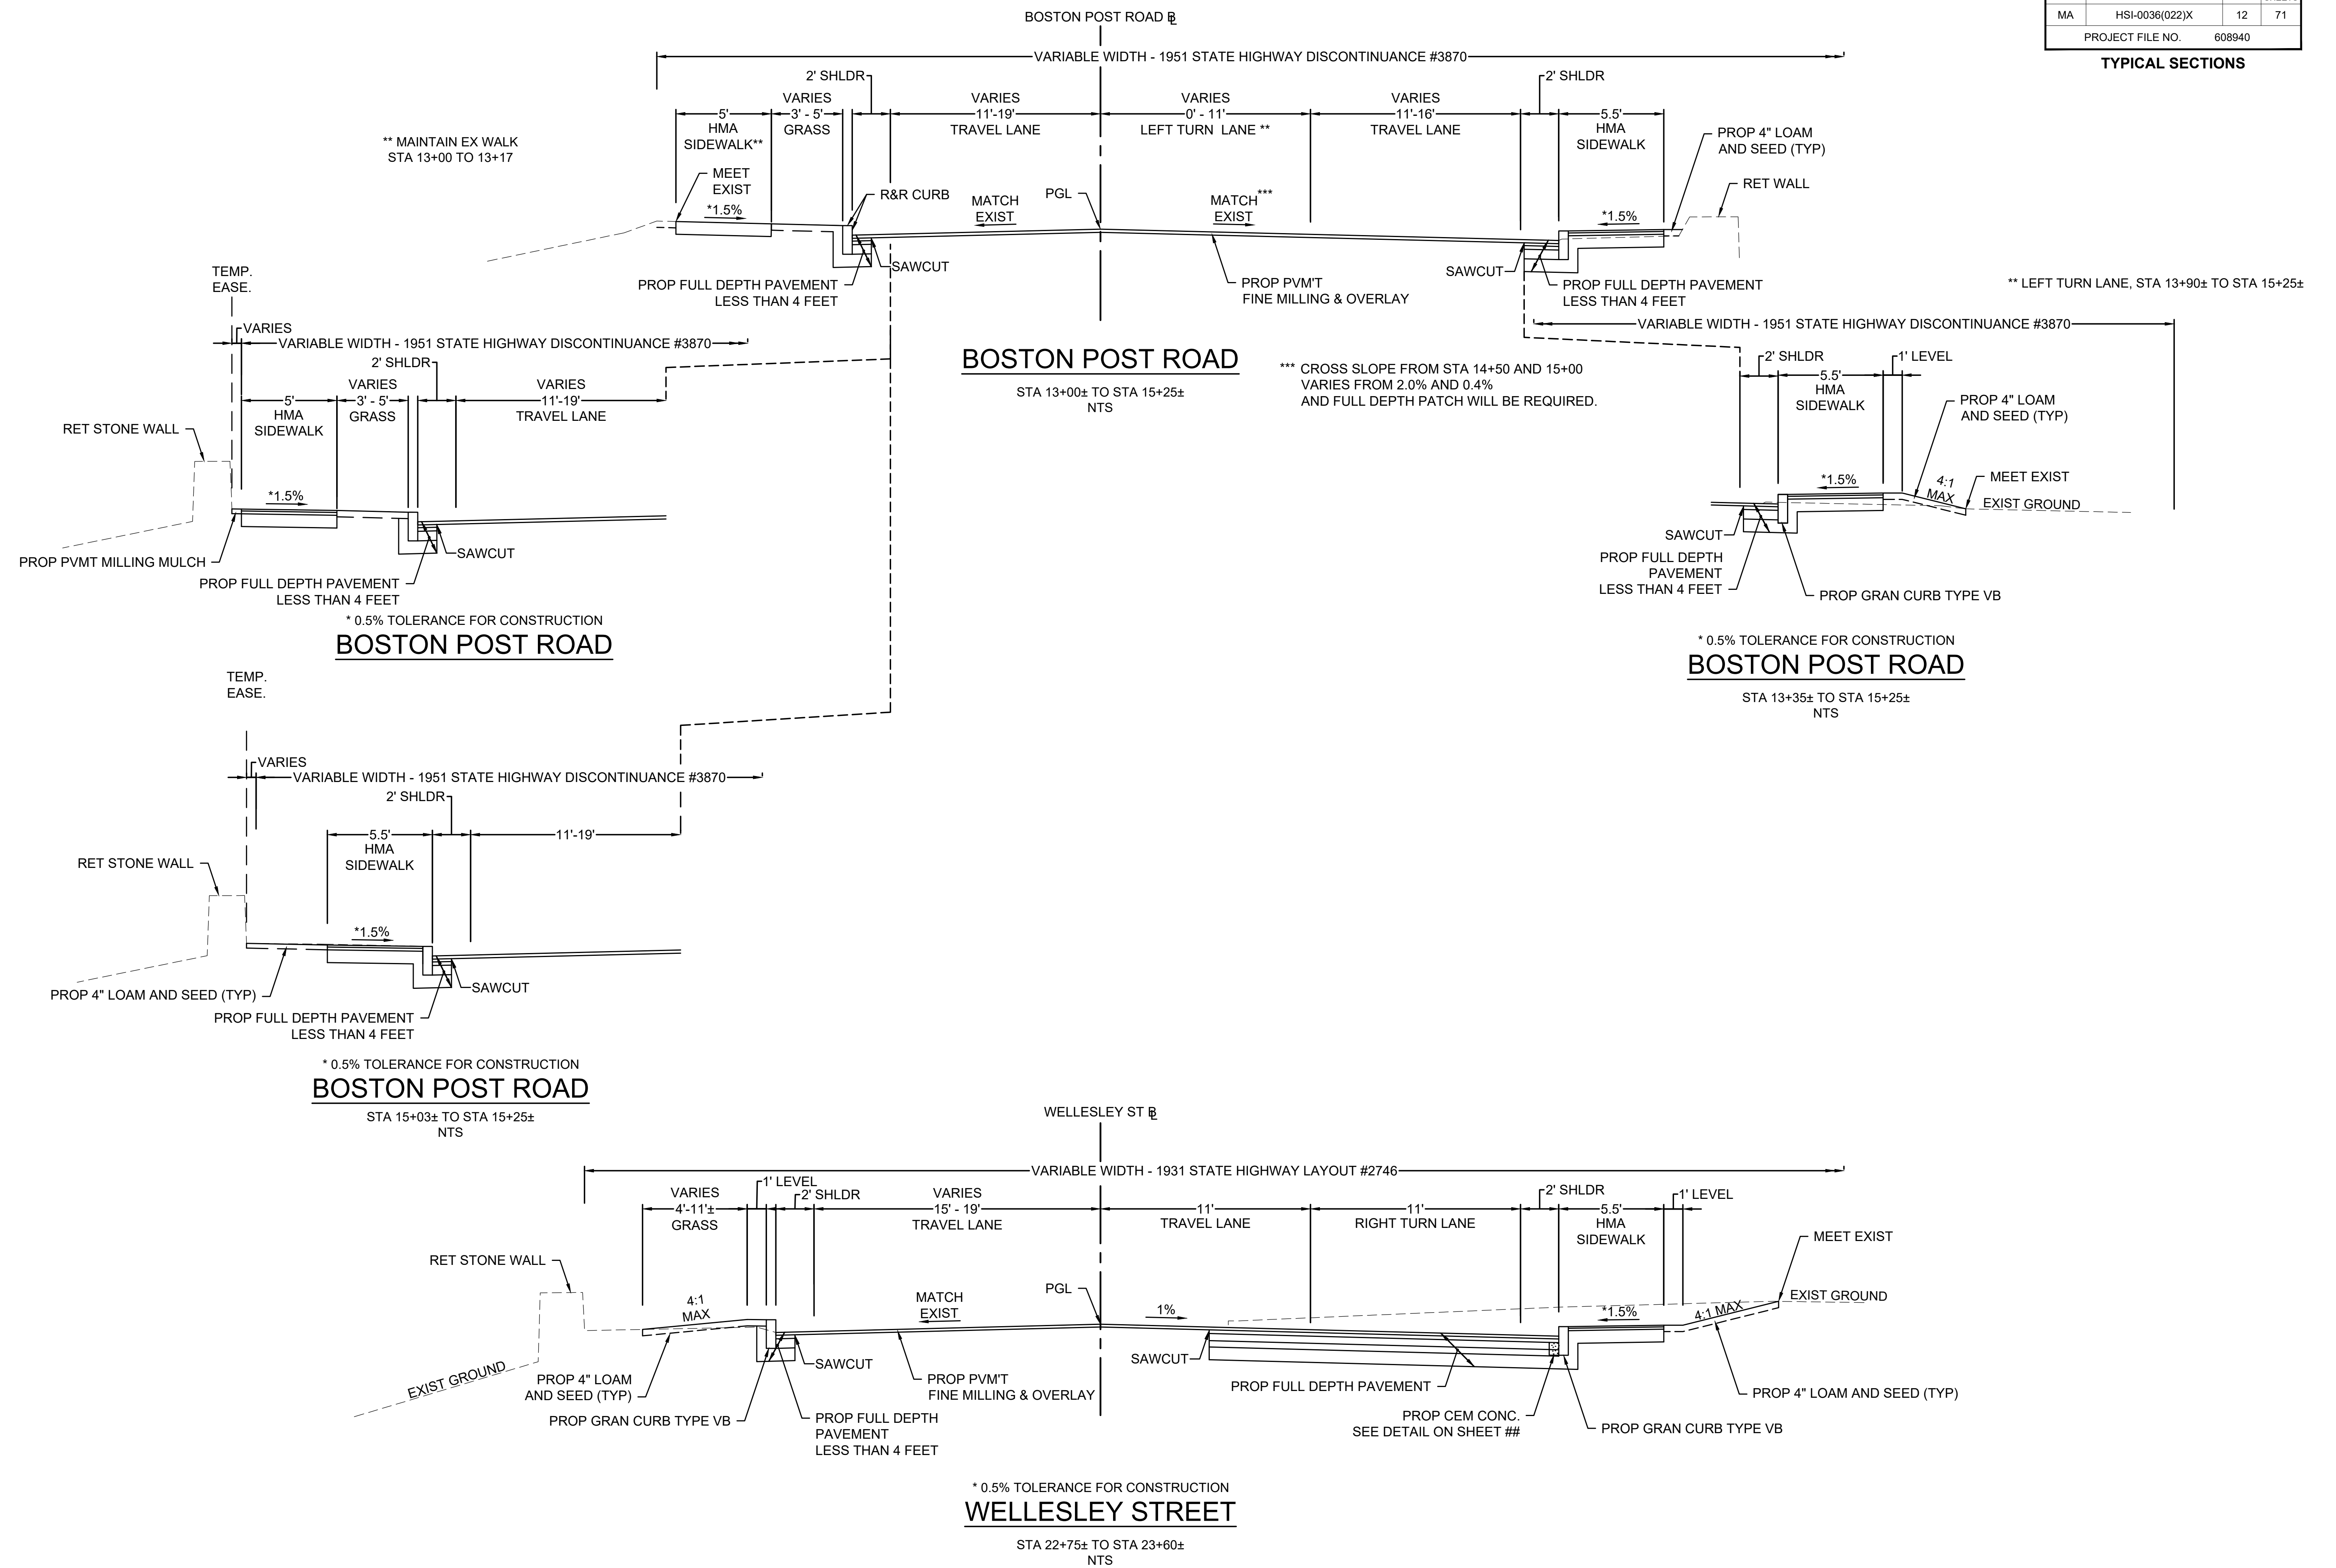 MA HSI-0036(022)X 12 71
PROJECT FILE NO. 608940
TYPICAL SECTIONS
BOSTON POST ROAD BL
VARIABLE WIDTH - 1951 STATE HIGHWAY DISCONTINUANCE #3870
2' SHLDR
2' SHLDR
5'
HMA
SIDEWALK**
VARIES
3' - 5'
GRASS
VARIES
11'-19'
TRAVEL LANE
VARIES
0' - 11'
LEFT TURN LANE **
VARIES
11'-16'
TRAVEL LANE
5.5'
HMA
SIDEWALK
** MAINTAIN EX WALK
STA 13+00 TO 13+17
MEET
EXIST
*1.5%
R&R CURB
MATCH
EXIST
PGL
MATCH***
EXIST
*1.5%
PROP 4" LOAM
AND SEED (TYP)
RET WALL
SAWCUT
PROP FULL DEPTH PAVEMENT
LESS THAN 4 FEET
PROP PVM'T
FINE MILLING & OVERLAY
SAWCUT
PROP FULL DEPTH PAVEMENT
LESS THAN 4 FEET
** LEFT TURN LANE, STA 13+90± TO STA 15+25±
BOSTON POST ROAD
STA 13+00± TO STA 15+25±
NTS
*** CROSS SLOPE FROM STA 14+50 AND 15+00
VARIES FROM 2.0% AND 0.4%
AND FULL DEPTH PATCH WILL BE REQUIRED.
TEMP.
EASE.
VARIES
VARIABLE WIDTH - 1951 STATE HIGHWAY DISCONTINUANCE #3870
2' SHLDR
5'
HMA
SIDEWALK
VARIES
3' - 5'
GRASS
VARIES
11'-19'
TRAVEL LANE
RET STONE WALL
*1.5%
SAWCUT
PROP PVMT MILLING MULCH
PROP FULL DEPTH PAVEMENT
LESS THAN 4 FEET
* 0.5% TOLERANCE FOR CONSTRUCTION
BOSTON POST ROAD
VARIABLE WIDTH - 1951 STATE HIGHWAY DISCONTINUANCE #3870
2' SHLDR
1' LEVEL
5.5'
HMA
SIDEWALK
PROP 4" LOAM
AND SEED (TYP)
*1.5%
4:1
MAX
MEET EXIST
EXIST GROUND
SAWCUT
PROP FULL DEPTH
PAVEMENT
LESS THAN 4 FEET
PROP GRAN CURB TYPE VB
* 0.5% TOLERANCE FOR CONSTRUCTION
BOSTON POST ROAD
STA 13+35± TO STA 15+25±
NTS
TEMP.
EASE.
VARIES
VARIABLE WIDTH - 1951 STATE HIGHWAY DISCONTINUANCE #3870
2' SHLDR
5.5'
HMA
SIDEWALK
11'-19'
RET STONE WALL
*1.5%
SAWCUT
PROP 4" LOAM AND SEED (TYP)
PROP FULL DEPTH PAVEMENT
LESS THAN 4 FEET
* 0.5% TOLERANCE FOR CONSTRUCTION
BOSTON POST ROAD
STA 15+03± TO STA 15+25±
NTS
WELLESLEY ST BL
VARIABLE WIDTH - 1931 STATE HIGHWAY LAYOUT #2746
VARIES
4'-11'±
GRASS
1' LEVEL
2' SHLDR
VARIES
15' - 19'
TRAVEL LANE
11'
TRAVEL LANE
11'
RIGHT TURN LANE
2' SHLDR
5.5'
HMA
SIDEWALK
1' LEVEL
RET STONE WALL
4:1
MAX
MATCH
EXIST
PGL
1%
*1.5%
4:1 MAX
MEET EXIST
EXIST GROUND
EXIST GROUND
PROP 4" LOAM
AND SEED (TYP)
PROP GRAN CURB TYPE VB
SAWCUT
PROP FULL DEPTH
PAVEMENT
LESS THAN 4 FEET
PROP PVM'T
FINE MILLING & OVERLAY
SAWCUT
PROP FULL DEPTH PAVEMENT
PROP CEM CONC.
SEE DETAIL ON SHEET ##
PROP GRAN CURB TYPE VB
PROP 4" LOAM AND SEED (TYP)
* 0.5% TOLERANCE FOR CONSTRUCTION
WELLESLEY STREET
STA 22+75± TO STA 23+60±
NTS